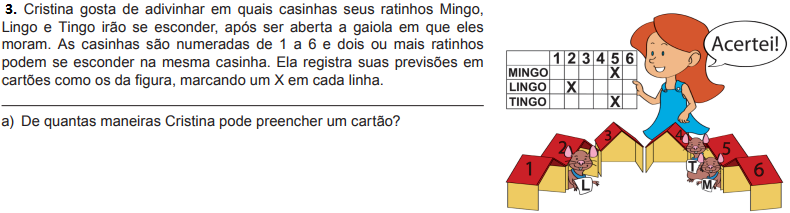 3. Cristina gosta de adivinhar em quais casinhas seus ratinhos Mingo,
Lingo e Tingo irão se esconder, após ser aberta a gaiola em que eles
moram. As casinhas são numeradas de 1 a 6 e dois ou mais ratinhos
podem se esconder na mesma casinha. Ela registra suas previsões em
cartões como os da figura, marcando um X em cada linha.
a) De quantas maneiras Cristina pode preencher um cartão?
1 2 3 4 5 6
MINGO X
LINGO X
TINGO X
Acertei!
1 2 3 4 5 6
L T M